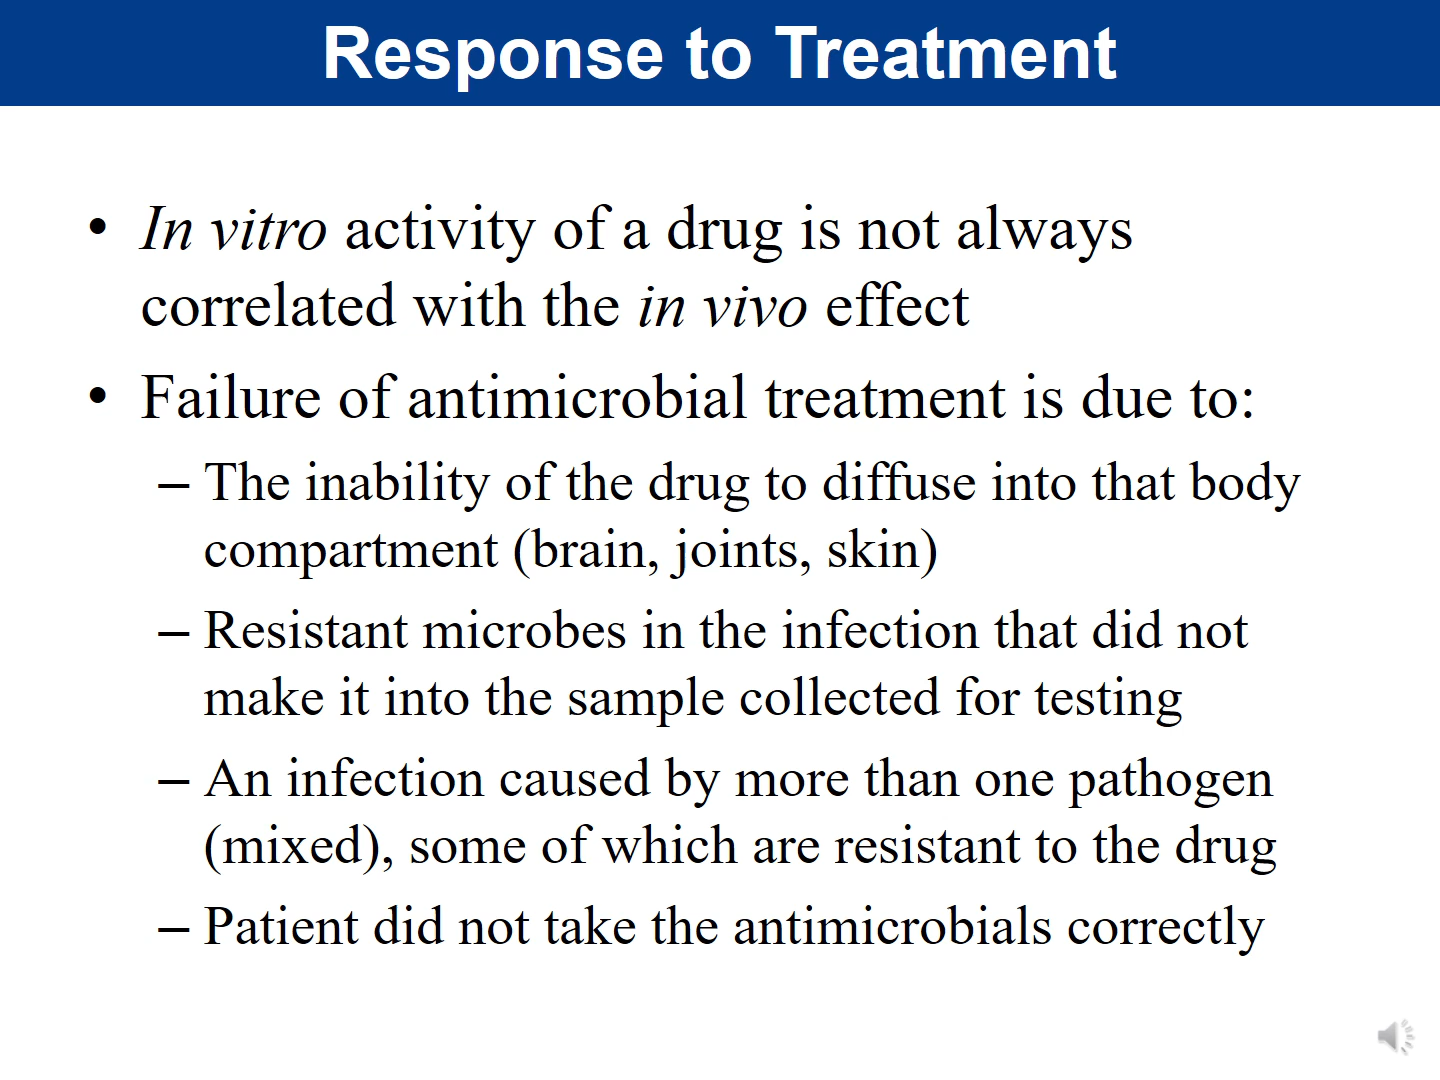 Response to Treatment
• In vitro activity of a drug is not always
correlated with the in vivo effect
• Failure of antimicrobial treatment is due to:
– The inability of the drug to diffuse into that body
compartment (brain, joints, skin)
– Resistant microbes in the infection that did not
make it into the sample collected for testing
– An infection caused by more than one pathogen
(mixed), some of which are resistant to the drug
– Patient did not take the antimicrobials correctly